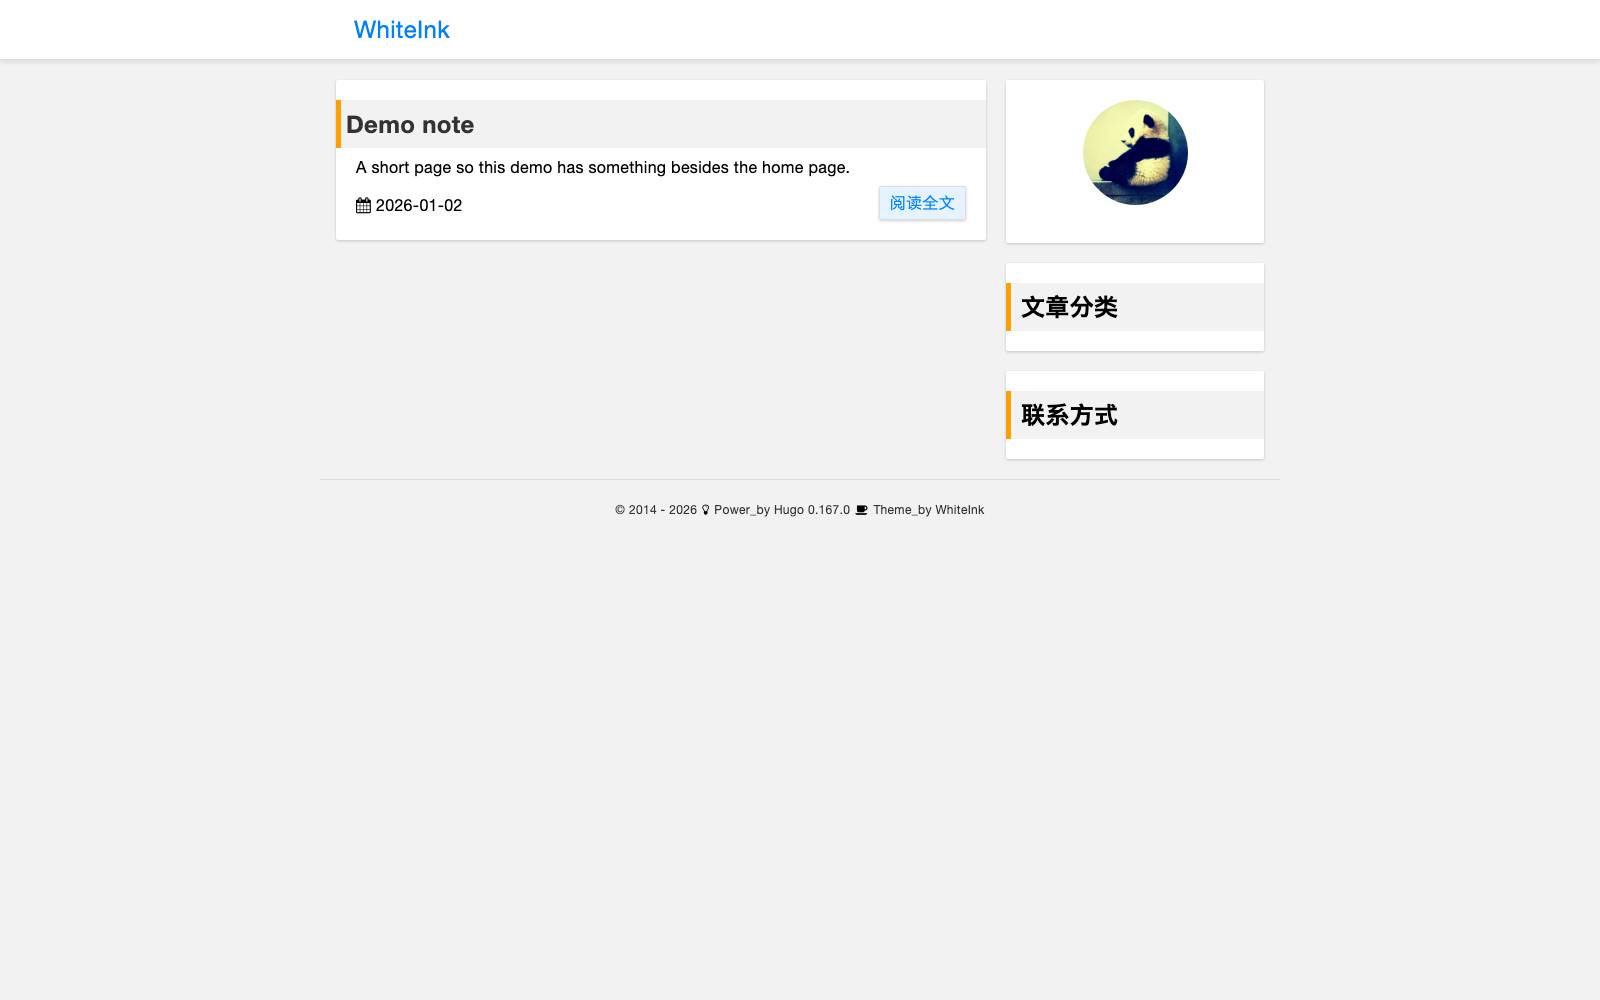 WhiteInk
Demo note
A short page so this demo has something besides the home page.
2026-01-02
阅读全文
文章分类
联系方式
© 2014 - 2026 Power_by Hugo 0.167.0 Theme_by WhiteInk